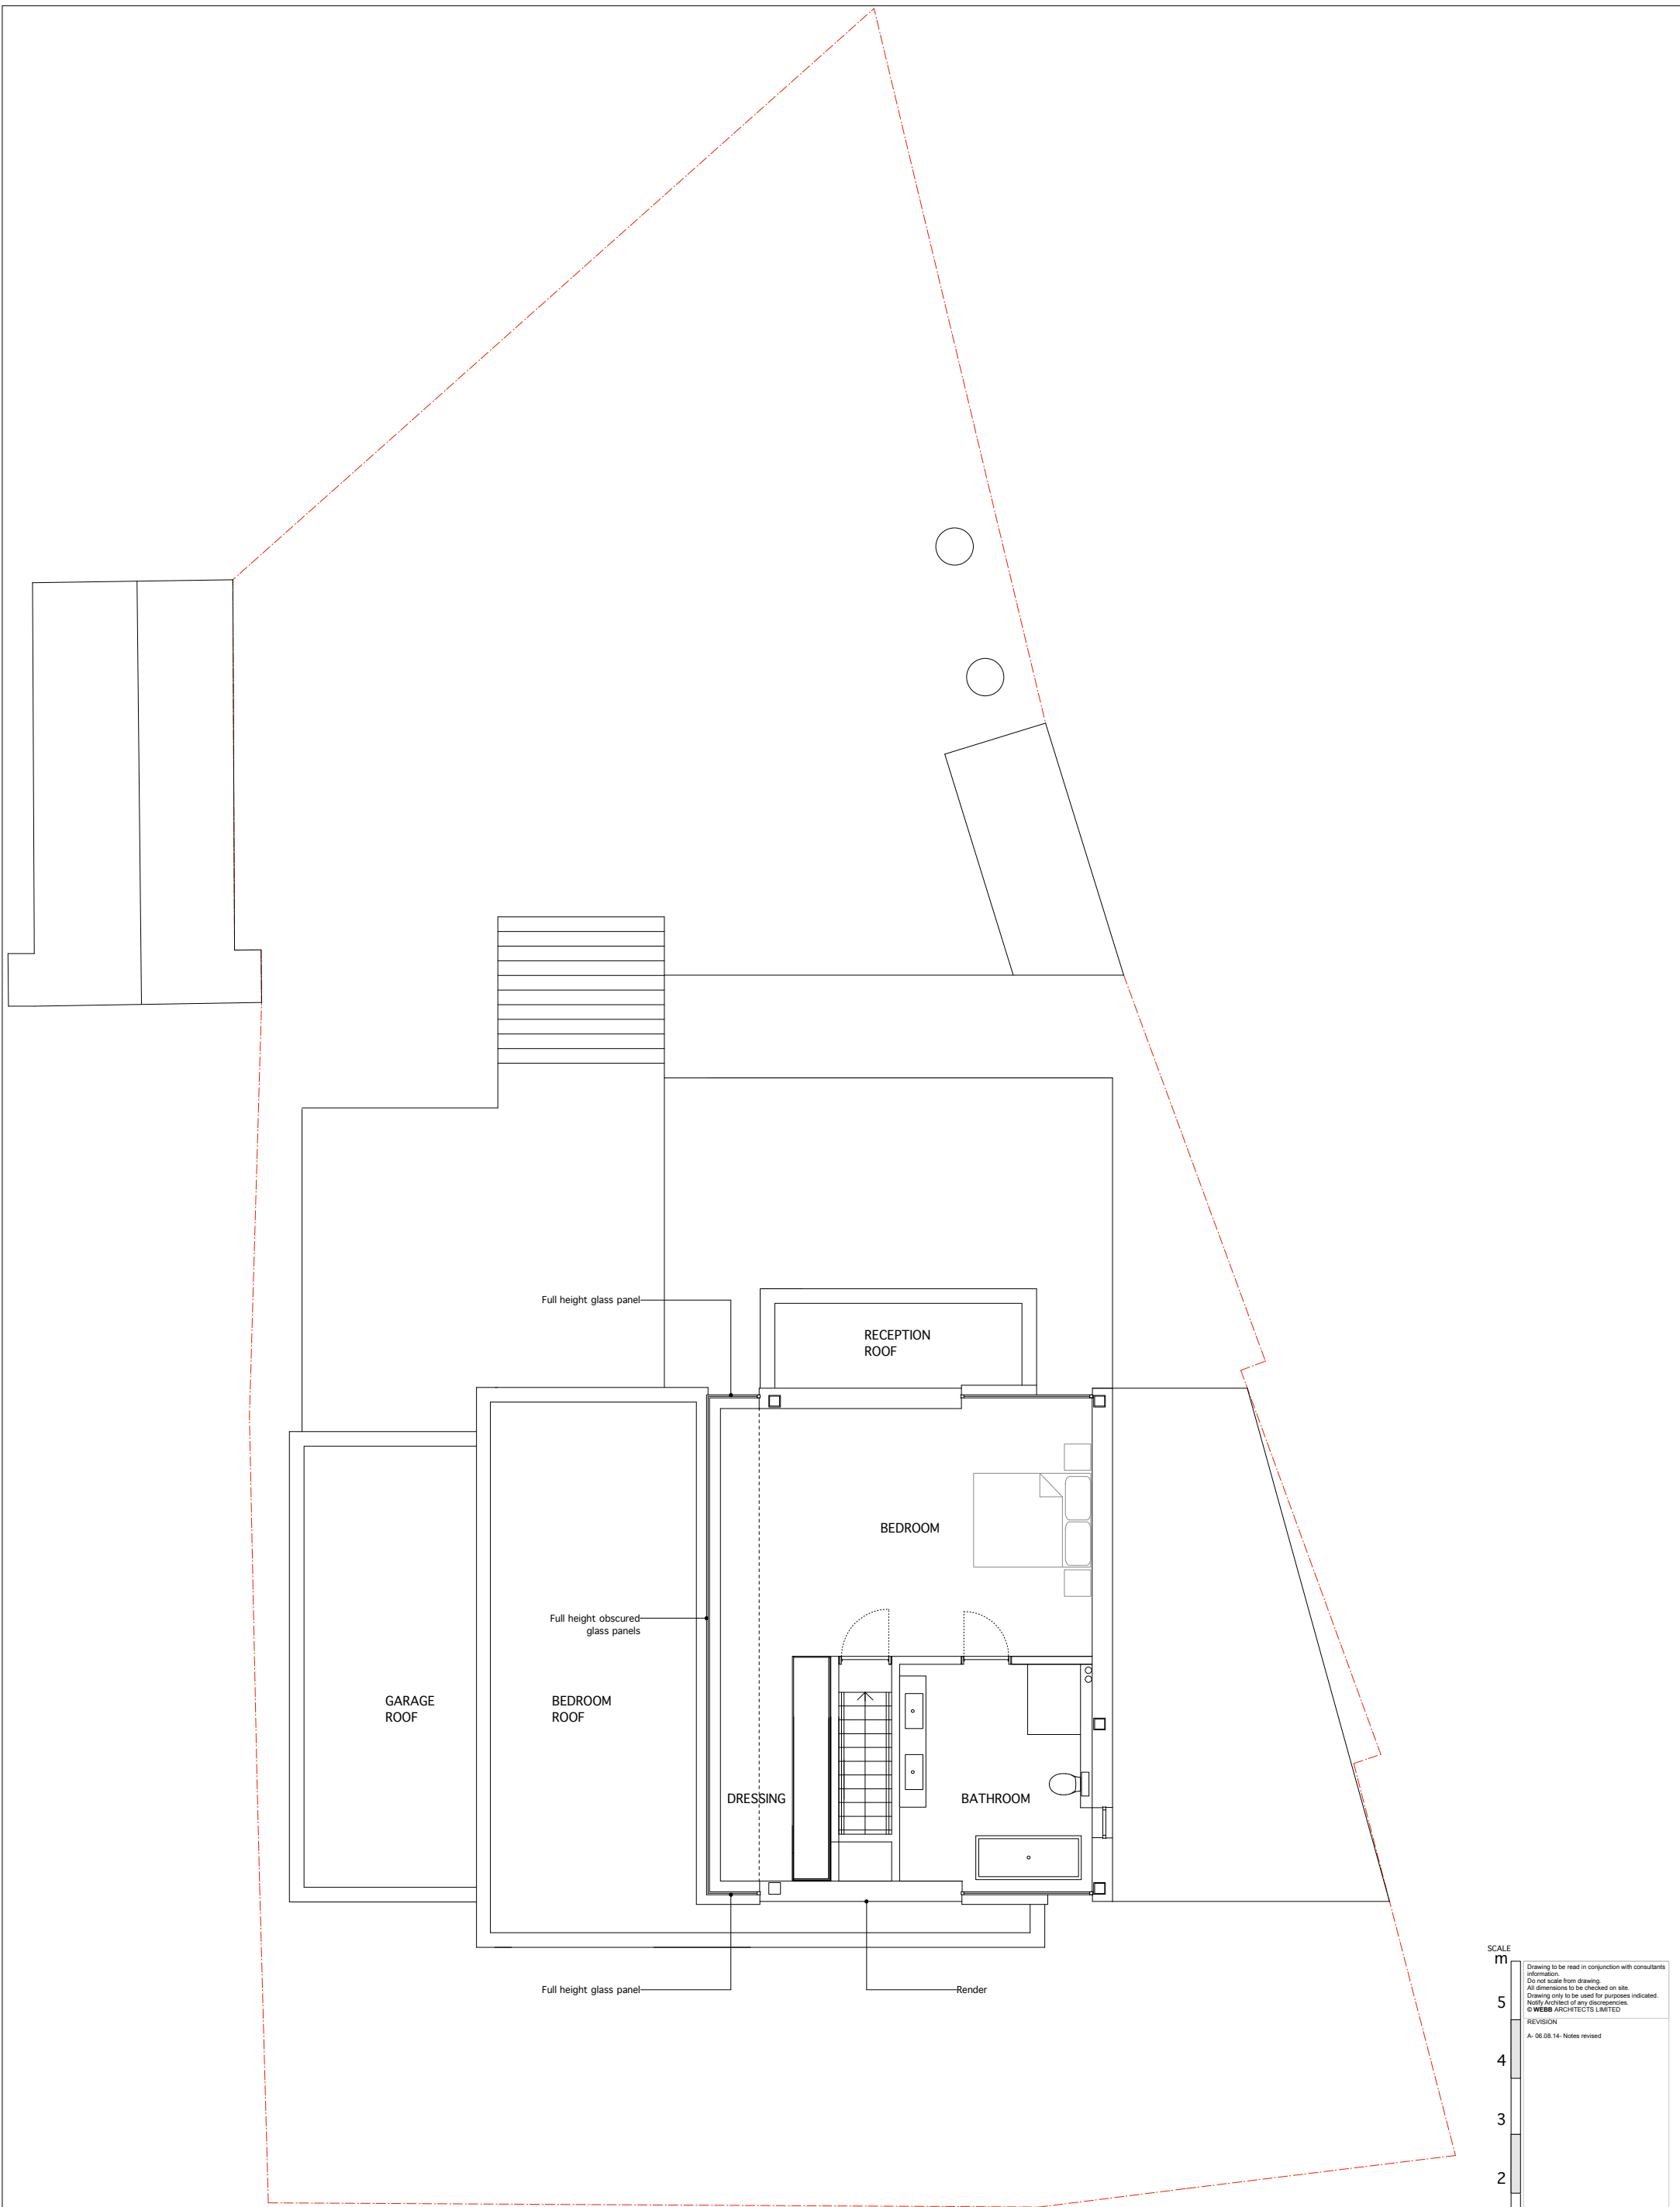 Full height glass panel
RECEPTION
ROOF
BEDROOM
Full height obscured
glass panels
GARAGE
ROOF
BEDROOM
ROOF
DRESSING
BATHROOM
Full height glass panel
Render
SCALE
m
5
4
3
2
Drawing to be read in conjunction with consultants
information.
Do not scale from drawing.
All dimensions to be checked on site.
Drawing only to be used for purposes indicated.
Notify Architect of any discrepencies.
© WEBB ARCHITECTS LIMITED
REVISION
A- 06.08.14- Notes revised